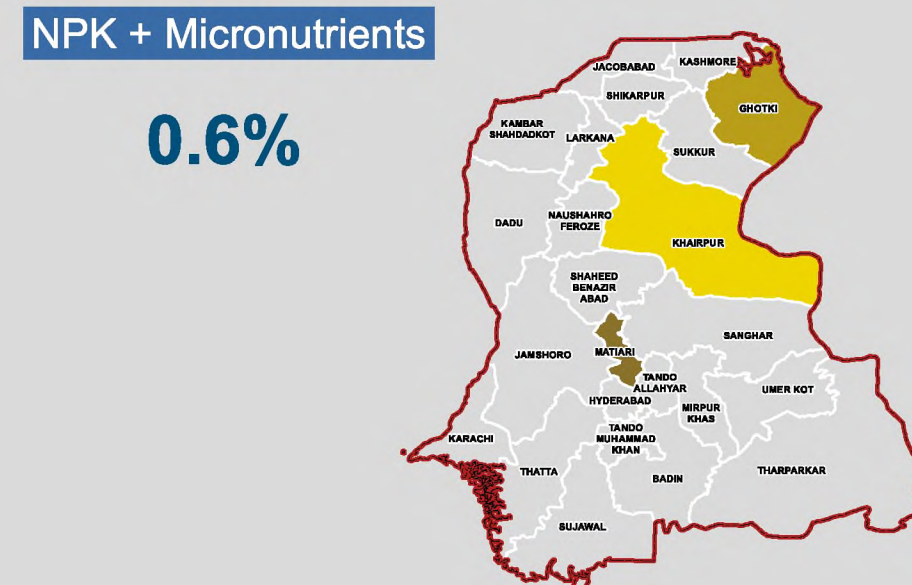 NPK + Micronutrients
0.6%
JACOBABAD
KASHMORE
SHIKARPUR
GHOTKI
KAMBAR
SHAHDADKOT
LARKANA
SUKKUR
DADU
NAUSHAHRO
FEROZE
KHAIRPUR
SHAHEED
BENAZIR
ABAD
SANGHAR
JAMSHORO
MATIARI
TANDO
ALLAHYAR
UMER KOT
HYDERABAD
MIRPUR
KHAS
KARACHI
TANDO
MUHAMMAD
KHAN
THATTA
BADIN
THARPARKAR
SUJAWAL